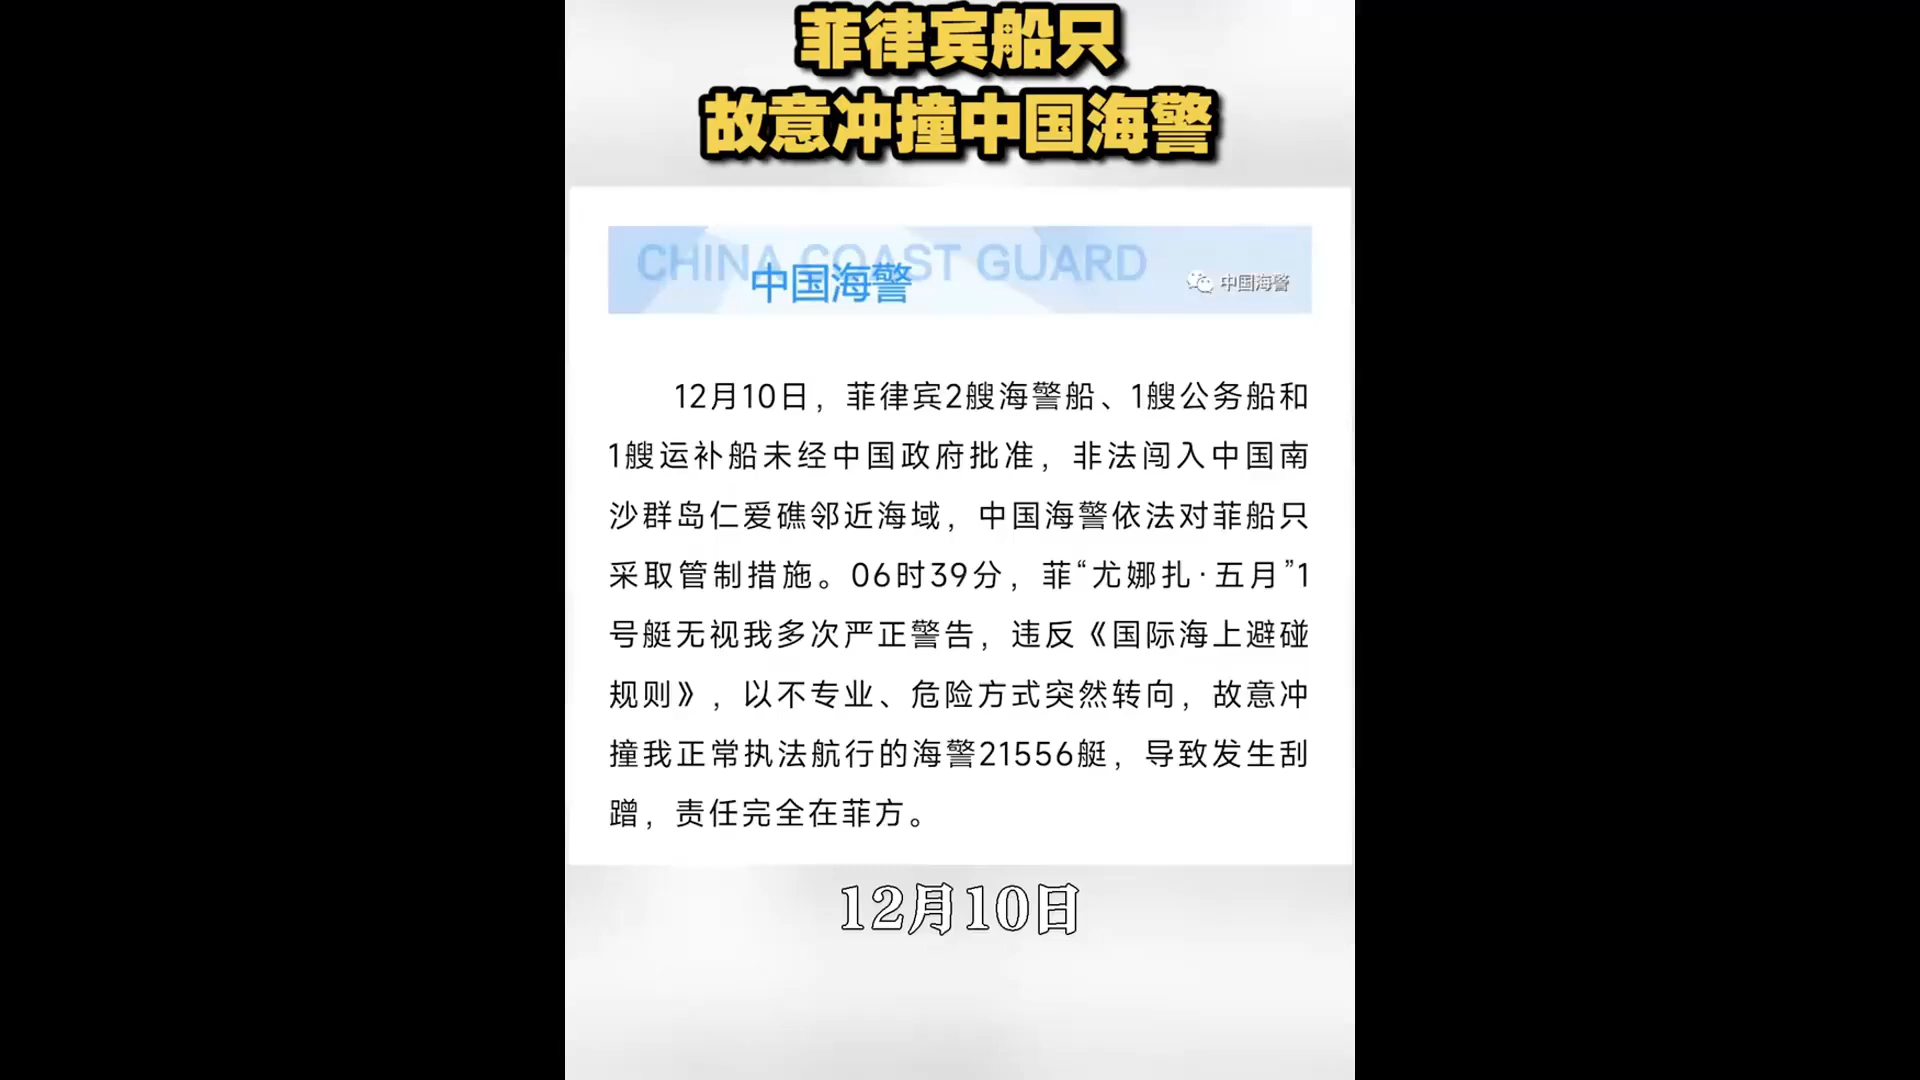 菲律宾船只
故意冲撞中国海警
CHINA COAST GUARD
中国海警
中国海警
12月10日，菲律宾2艘海警船、1艘公务船和
1艘运补船未经中国政府批准，非法闯入中国南
沙群岛仁爱礁邻近海域，中国海警依法对菲船只
采取管制措施。06时39分，菲“尤娜扎·五月”1
号艇无视我多次严正警告，违反《国际海上避碰
规则》，以不专业、危险方式突然转向，故意冲
撞我正常执法航行的海警21556艇，导致发生刮
蹭，责任完全在菲方。
12月10日